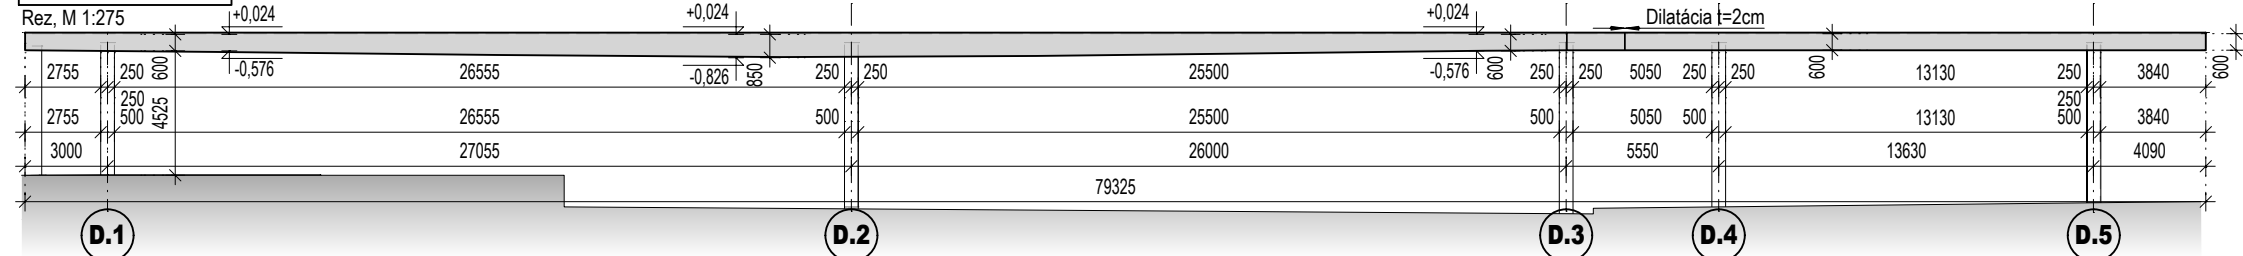 Rez, M 1:275
+0,024 +0,024 +0,024 Dilatácia t=2cm
-0,576 -0,826 -0,576
600 850 600 600 600
2755 250 26555 250 250 25500 250 250 5050 250 250 13130 250 3840
250 250
2755 500 4525 26555 500 25500 500 5050 500 13130 500 3840
3000 27055 26000 5550 13630 4090
79325
D.1 D.2 D.3 D.4 D.5